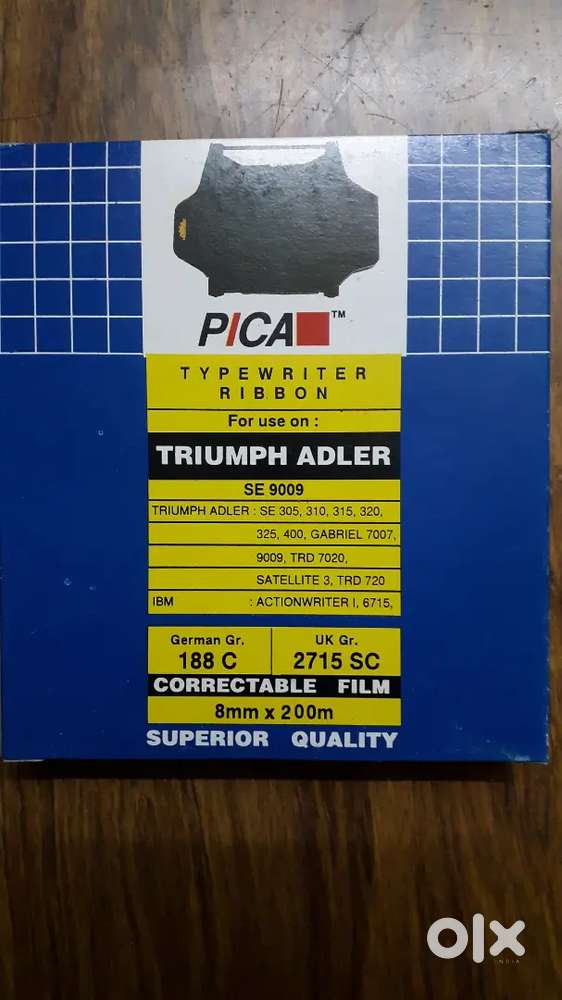 PICA™
TYPEWRITER
RIBBON
For use on :
TRIUMPH ADLER
SE 9009
TRIUMPH ADLER : SE 305, 310, 315, 320,
325, 400, GABRIEL 7007,
9009, TRD 7020,
SATELLITE 3, TRD 720
IBM : ACTIONWRITER I, 6715,
German Gr. UK Gr.
188 C 2715 SC
CORRECTABLE FILM
8mm x 200m
SUPERIOR QUALITY
olx
INDIA